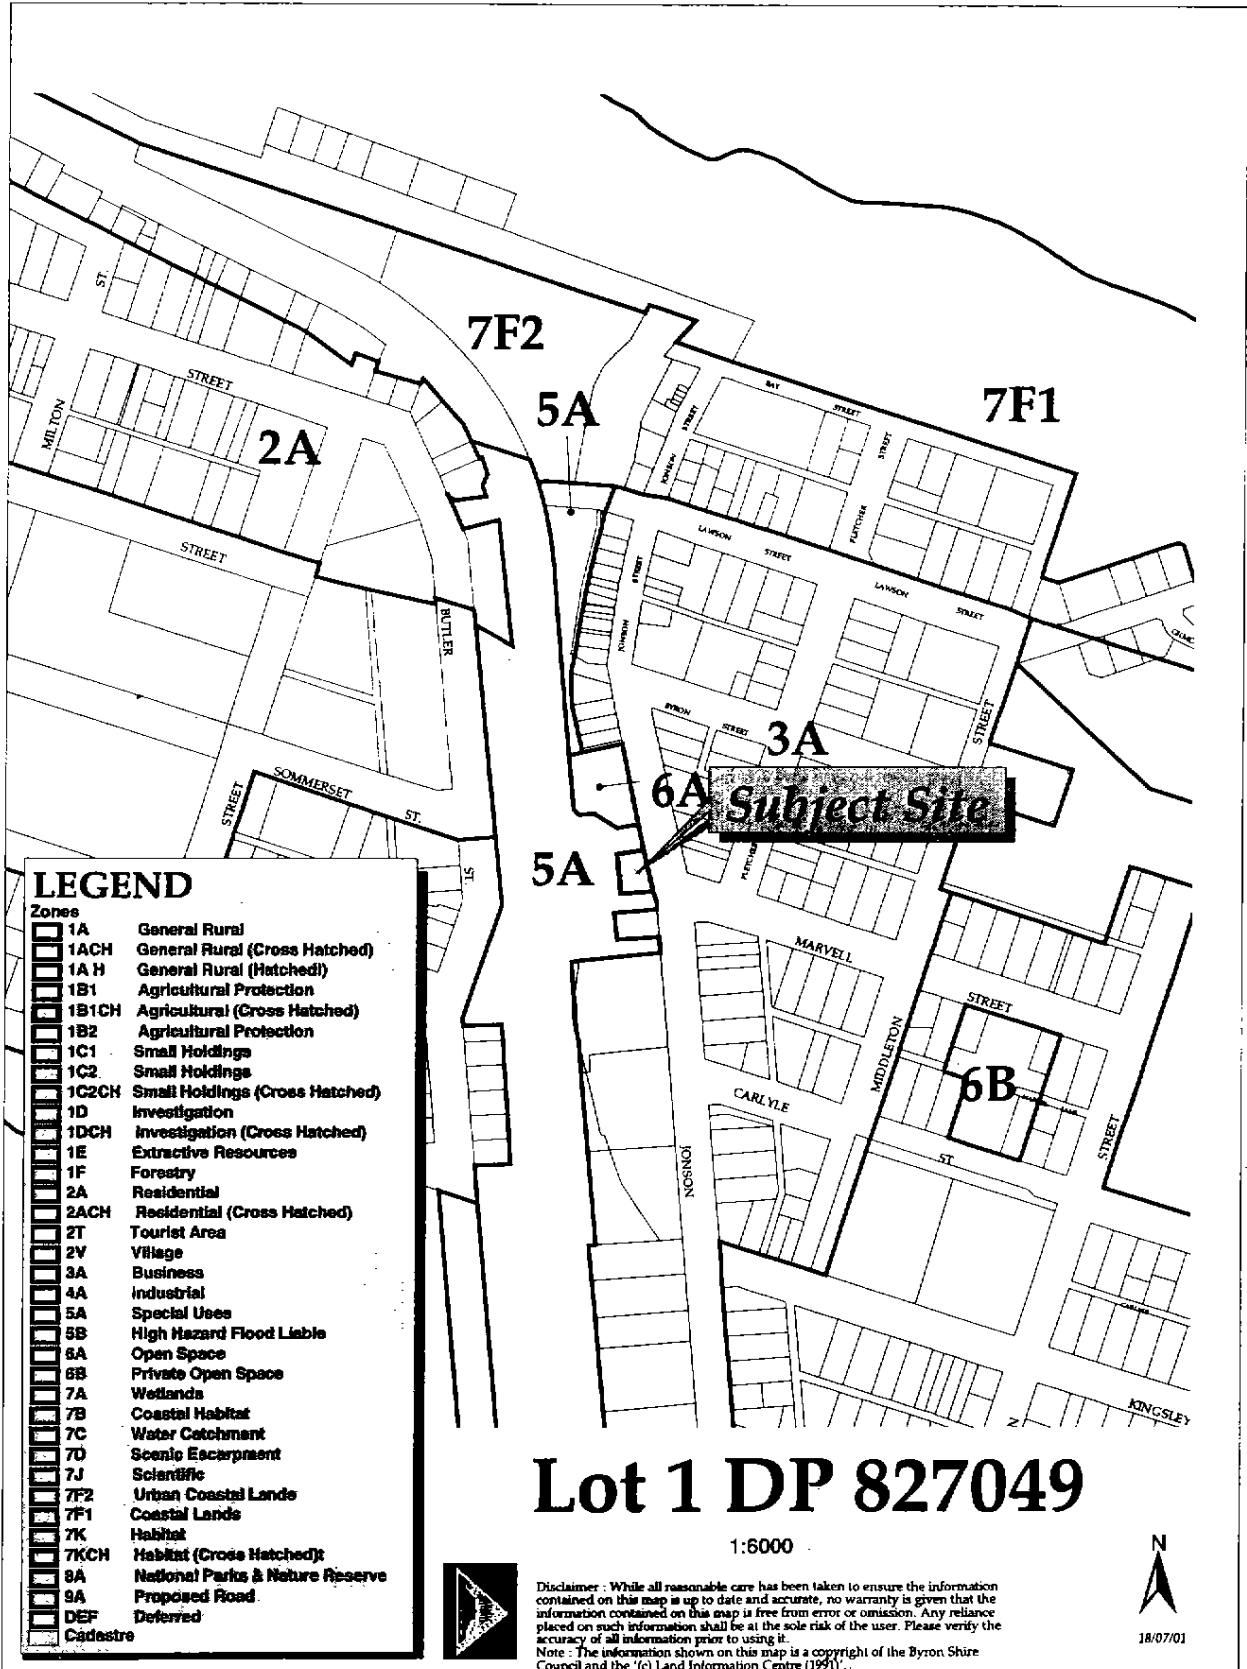 7F2
5A
7F1
2A
ST.
STREET
MILTON
STREET
BAY
STREET
JONSON
STREET
STREET
FLETCHER
LAWSON
STREET
LAWSON
STREET
STREET
JONSON
BUTLER
BYRON
STREET
STREET
3A
6A
Subject Site
SOMMERSET
ST.
STREET
ST.
5A
MARVELL
STREET
MIDDLETON
6B
CARLYLE
ST
STREET
JONSON
KINGSLEY
LEGEND
Zones
1A General Rural
1ACH General Rural (Cross Hatched)
1A H General Rural (Hatched)
1B1 Agricultural Protection
1B1CH Agricultural (Cross Hatched)
1B2 Agricultural Protection
1C1 Small Holdings
1C2 Small Holdings
1C2CH Small Holdings (Cross Hatched)
1D Investigation
1DCH Investigation (Cross Hatched)
1E Extractive Resources
1F Forestry
2A Residential
2ACH Residential (Cross Hatched)
2T Tourist Area
2V Village
3A Business
4A Industrial
5A Special Uses
5B High Hazard Flood Liable
6A Open Space
6B Private Open Space
7A Wetlands
7B Coastal Habitat
7C Water Catchment
7D Scenic Escarpment
7J Scientific
7F2 Urban Coastal Lands
7F1 Coastal Lands
7K Habitat
7KCH Habitat (Cross Hatched)t
8A National Parks & Nature Reserve
9A Proposed Road
DEF Deferred
Cadastre
Lot 1 DP 827049
1:6000
N
18/07/01
Disclaimer : While all reasonable care has been taken to ensure the information
contained on this map is up to date and accurate, no warranty is given that the
information contained on this map is free from error or omission. Any reliance
placed on such information shall be at the sole risk of the user. Please verify the
accuracy of all information prior to using it.
Note : The information shown on this map is a copyright of the Byron Shire
Council and the '(c) Land Information Centre (1991)'.